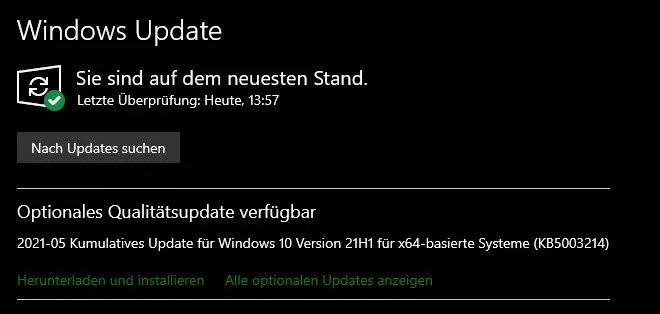 Windows Update
Sie sind auf dem neuesten Stand.
Letzte Überprüfung: Heute, 13:57
Nach Updates suchen
Optionales Qualitätsupdate verfügbar
2021-05 Kumulatives Update für Windows 10 Version 21H1 für x64-basierte Systeme (KB5003214)
Herunterladen und installieren Alle optionalen Updates anzeigen